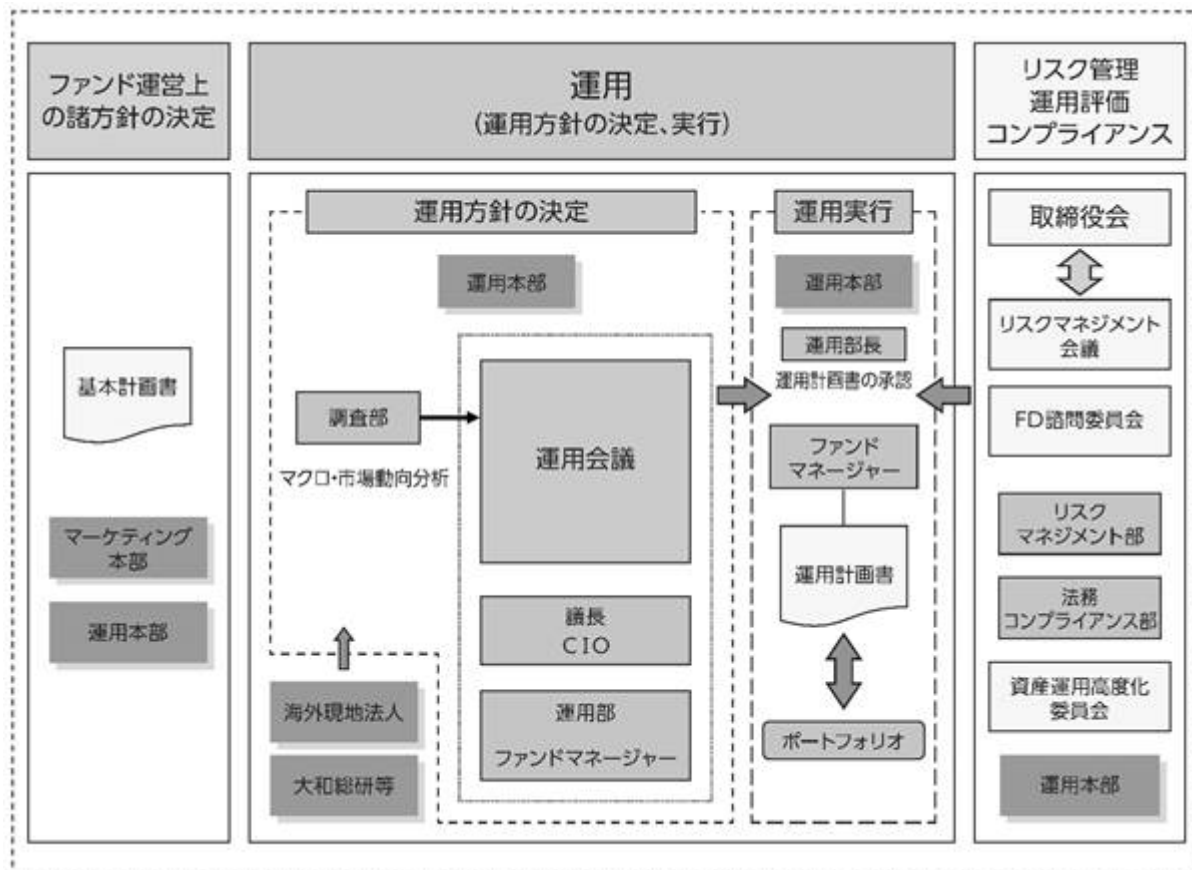 ファンド運営上
の諸方針の決定
運用
(運用方針の決定、実行)
リスク管理
運用評価
コンプライアンス
基本計画書
マーケティング
本部
運用本部
運用方針の決定
運用本部
調査部
マクロ・市場動向分析
運用会議
議長
CIO
運用部
ファンドマネージャー
海外現地法人
大和総研等
運用実行
運用本部
運用部長
運用計画書の承認
ファンド
マネージャー
運用計画書
ポートフォリオ
取締役会
リスクマネジメント
会議
FD諮問委員会
リスク
マネジメント部
法務
コンプライアンス部
資産運用高度化
委員会
運用本部